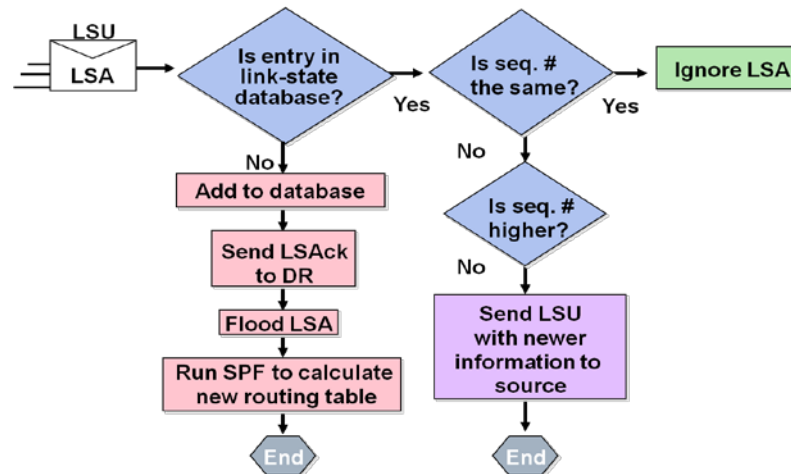 LSU
LSA
Is entry in
link-state
database?
Yes
Is seq. #
the same?
Yes
Ignore LSA
No
Add to database
Send LSAck
to DR
Flood LSA
Run SPF to calculate
new routing table
End
No
Is seq. #
higher?
No
Send LSU
with newer
information to
source
End